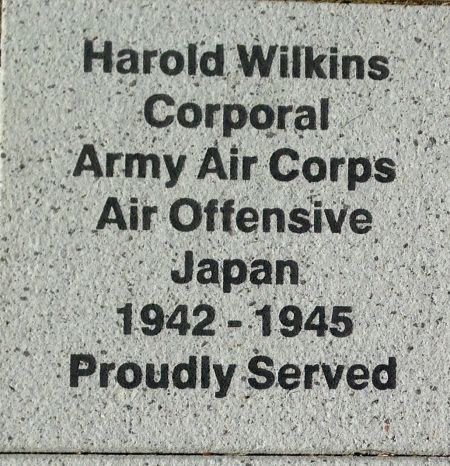 Harold Wilkins
Corporal
Army Air Corps
Air Offensive
Japan
1942 - 1945
Proudly Served